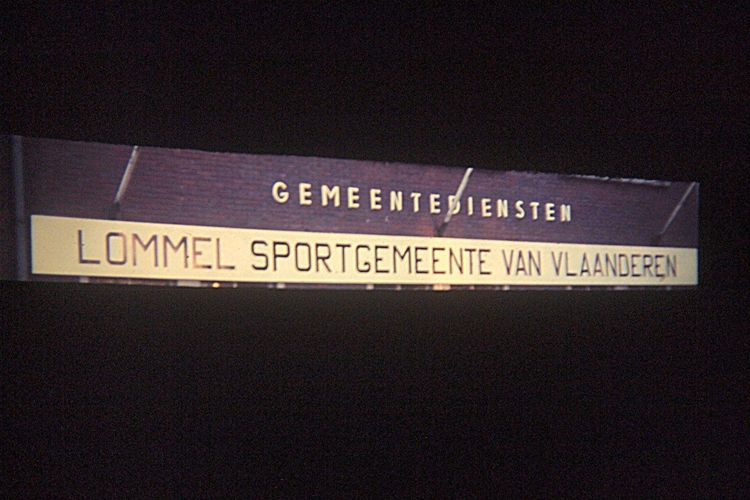 GEMEENTEDIENSTEN
LOMMEL SPORTGEMEENTE VAN VLAANDEREN